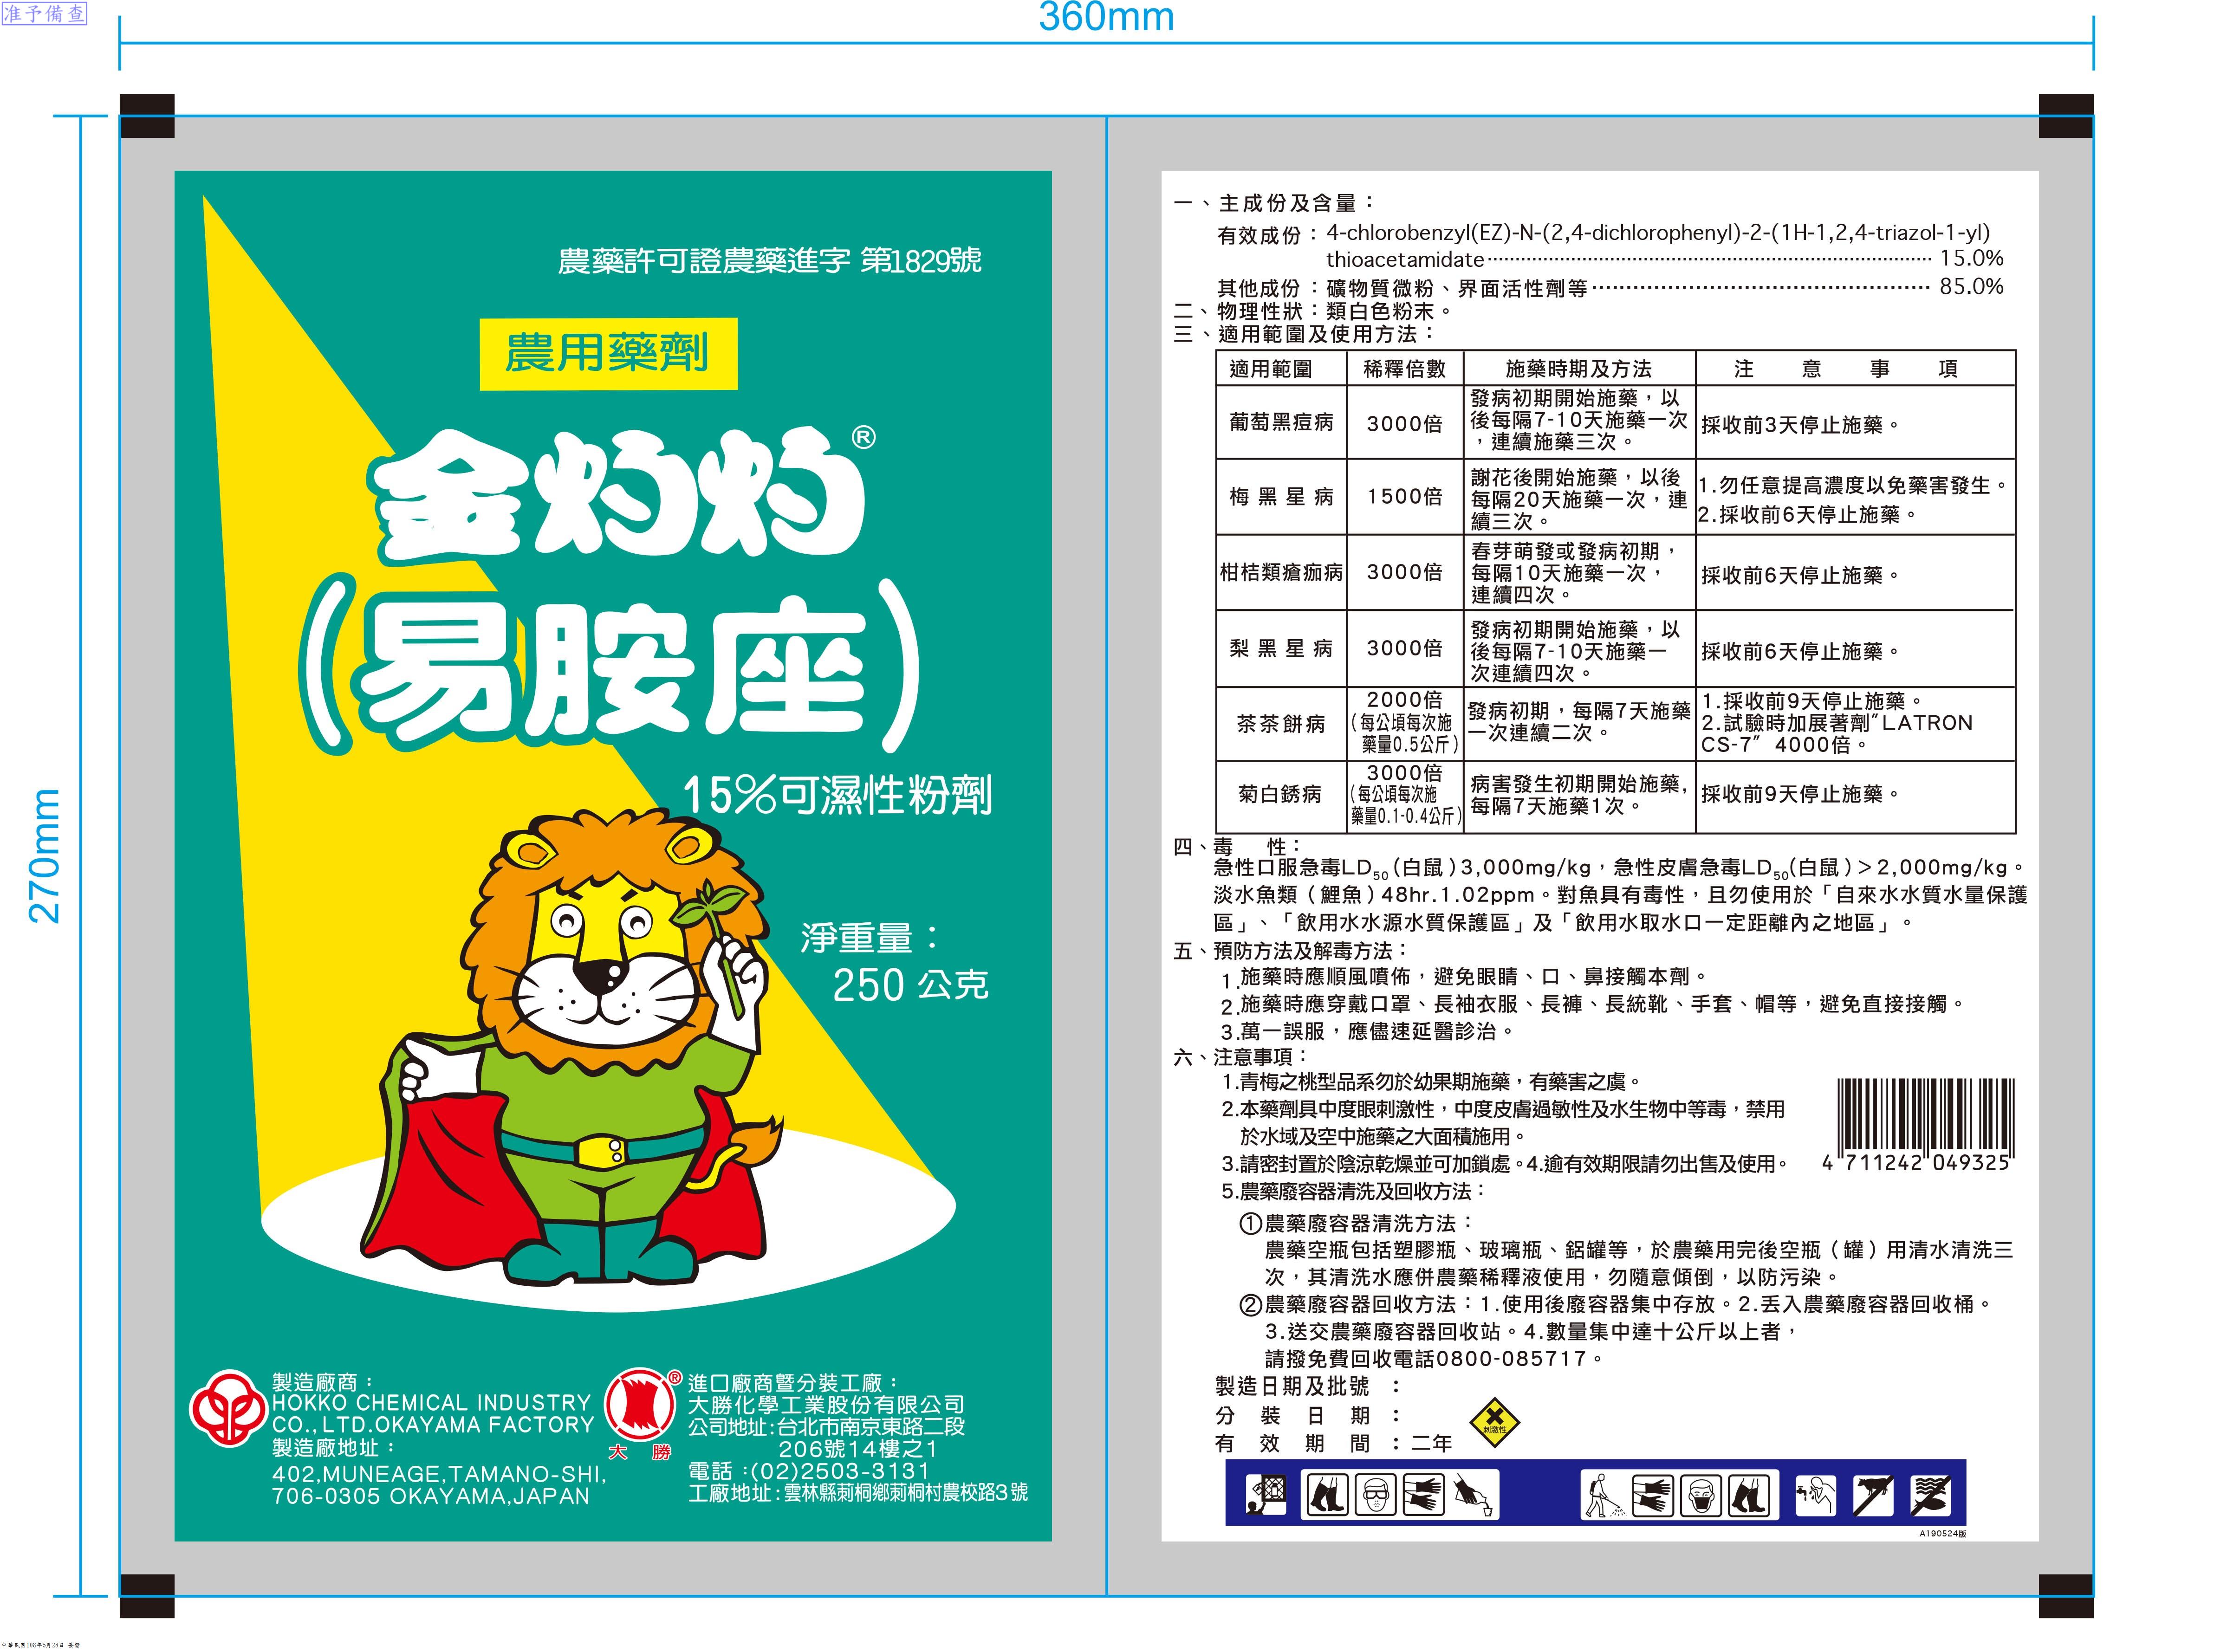 准予備查
360mm
270mm
農藥許可證農藥進字 第1829號
農用藥劑
金灼灼®
(易胺座)
15%可濕性粉劑
淨重量：
250 公克
製造廠商：
HOKKO CHEMICAL INDUSTRY
CO.,LTD.OKAYAMA FACTORY
製造廠地址：
402,MUNEAGE,TAMANO-SHI,
706-0305 OKAYAMA,JAPAN
®
大 勝
進口廠商暨分裝工廠：
大勝化學工業股份有限公司
公司地址:台北市南京東路二段
206號14樓之1
電話:(02)2503-3131
工廠地址:雲林縣莿桐鄉莿桐村農校路3號
一、主成份及含量：
有效成份：4-chlorobenzyl(EZ)-N-(2,4-dichlorophenyl)-2-(1H-1,2,4-triazol-1-yl)
thioacetamidate 15.0%
其他成份：礦物質微粉、界面活性劑等 85.0%
二、物理性狀：類白色粉末。
三、適用範圍及使用方法：
適用範圍 稀釋倍數 施藥時期及方法 注意事項
葡萄黑痘病 3000倍 發病初期開始施藥，以
後每隔7-10天施藥一次
，連續施藥三次。
採收前3天停止施藥。
梅黑星病 1500倍 謝花後開始施藥，以後
每隔20天施藥一次，連
續三次。
1.勿任意提高濃度以免藥害發生。
2.採收前6天停止施藥。
柑桔類瘡痂病 3000倍 春芽萌發或發病初期，
每隔10天施藥一次，
連續四次。
採收前6天停止施藥。
梨黑星病 3000倍 發病初期開始施藥，以
後每隔7-10天施藥一
次連續四次。
採收前6天停止施藥。
茶茶餅病 2000倍
(每公頃每次施
藥量0.5公斤)
發病初期，每隔7天施藥
一次連續二次。
1.採收前9天停止施藥。
2.試驗時加展著劑"LATRON
CS-7" 4000倍。
菊白銹病 3000倍
(每公頃每次施
藥量0.1-0.4公斤)
病害發生初期開始施藥,
每隔7天施藥1次。
採收前9天停止施藥。
四、毒 性：
急性口服急毒LD50(白鼠)3,000mg/kg，急性皮膚急毒LD50(白鼠)＞2,000mg/kg。
淡水魚類（鯉魚）48hr.1.02ppm。對魚具有毒性，且勿使用於「自來水水質水量保護
區」、「飲用水水源水質保護區」及「飲用水取水口一定距離內之地區」。
五、預防方法及解毒方法：
1.施藥時應順風噴佈，避免眼睛、口、鼻接觸本劑。
2.施藥時應穿戴口罩、長袖衣服、長褲、長統靴、手套、帽等，避免直接接觸。
3.萬一誤服，應儘速延醫診治。
六、注意事項：
1.青梅之桃型品系勿於幼果期施藥，有藥害之虞。
2.本藥劑具中度眼刺激性，中度皮膚過敏性及水生物中等毒，禁用
於水域及空中施藥之大面積施用。
3.請密封置於陰涼乾燥並可加鎖處。4.逾有效期限請勿出售及使用。
5.農藥廢容器清洗及回收方法：
①農藥廢容器清洗方法：
農藥空瓶包括塑膠瓶、玻璃瓶、鋁罐等，於農藥用完後空瓶（罐）用清水清洗三
次，其清洗水應併農藥稀釋液使用，勿隨意傾倒，以防污染。
②農藥廢容器回收方法：1.使用後廢容器集中存放。2.丟入農藥廢容器回收桶。
3.送交農藥廢容器回收站。4.數量集中達十公斤以上者，
請撥免費回收電話0800-085717。
4 711242 049325
製造日期及批號 ：
分裝日期：
有效期間：二年
刺激性
A190524版
中華民國108年5月28日 簽發